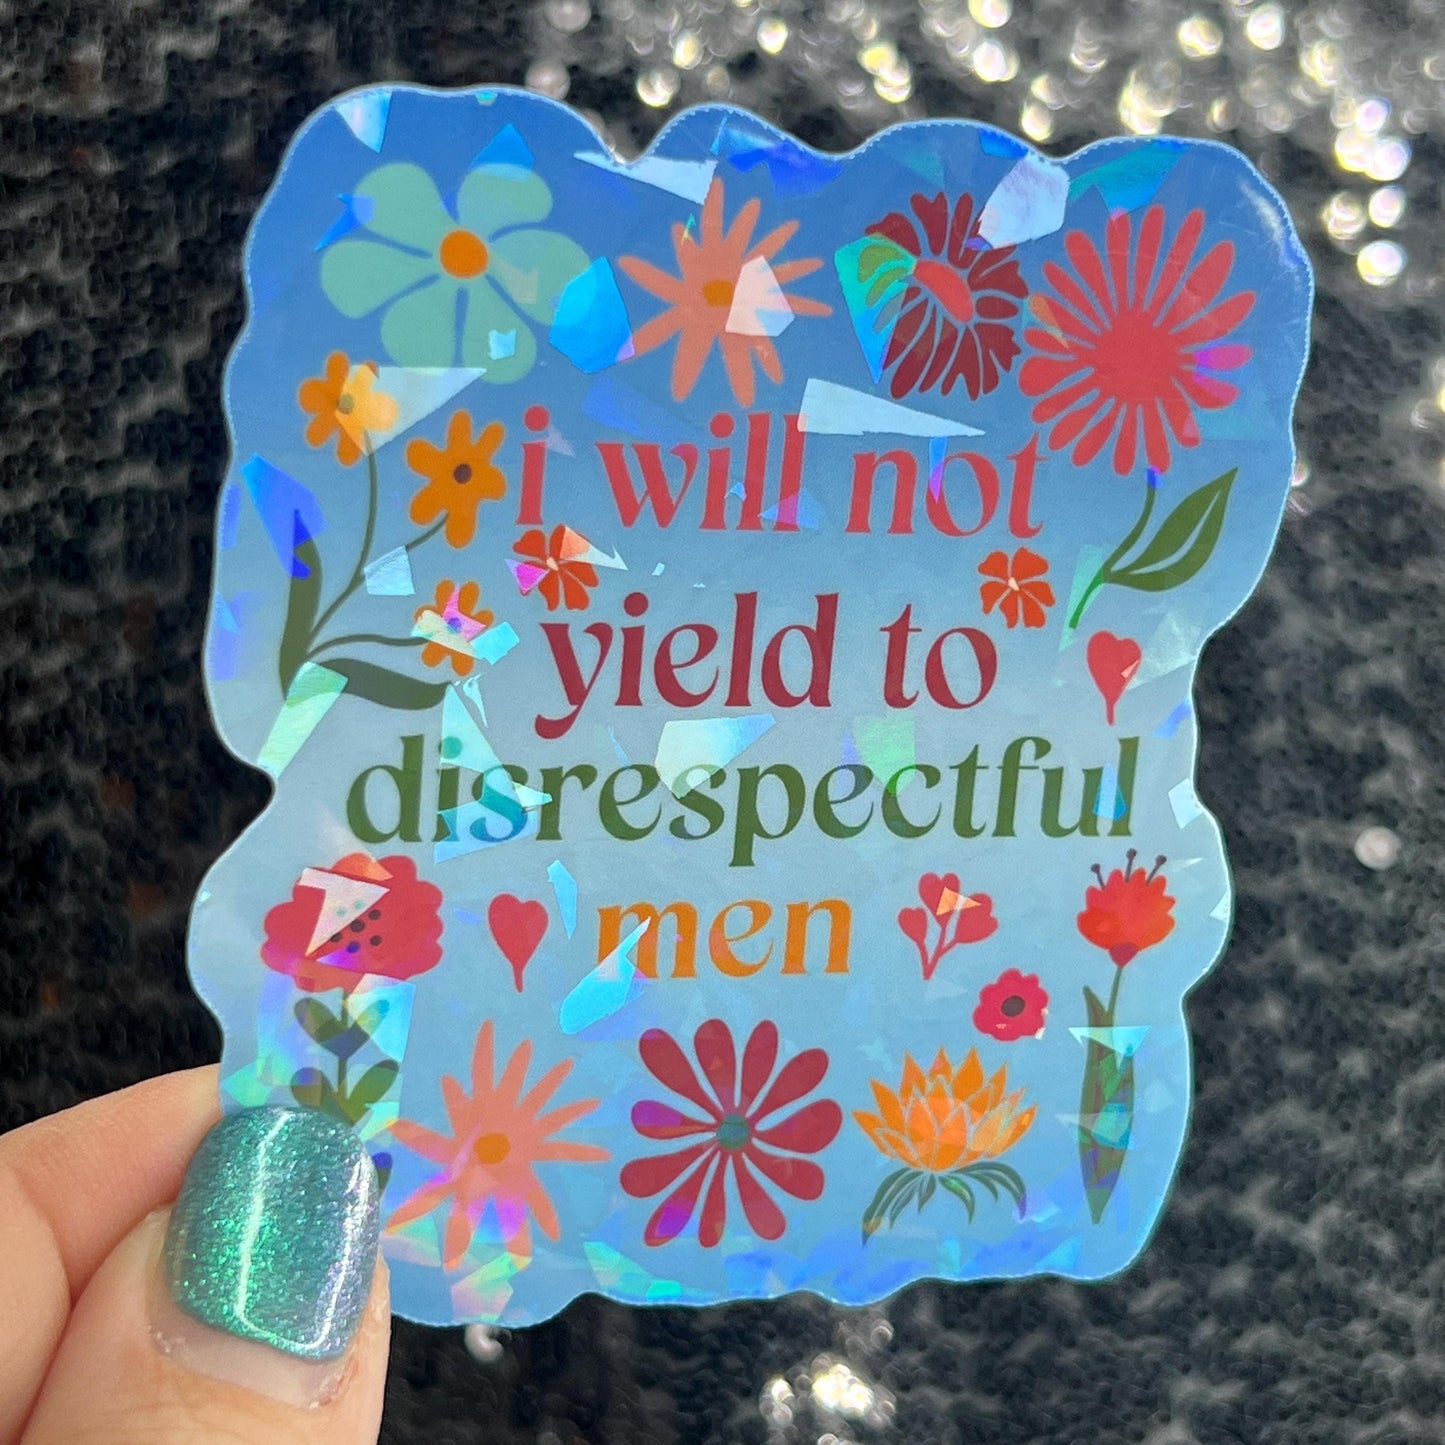 i will not
yield to
disrespectful
men